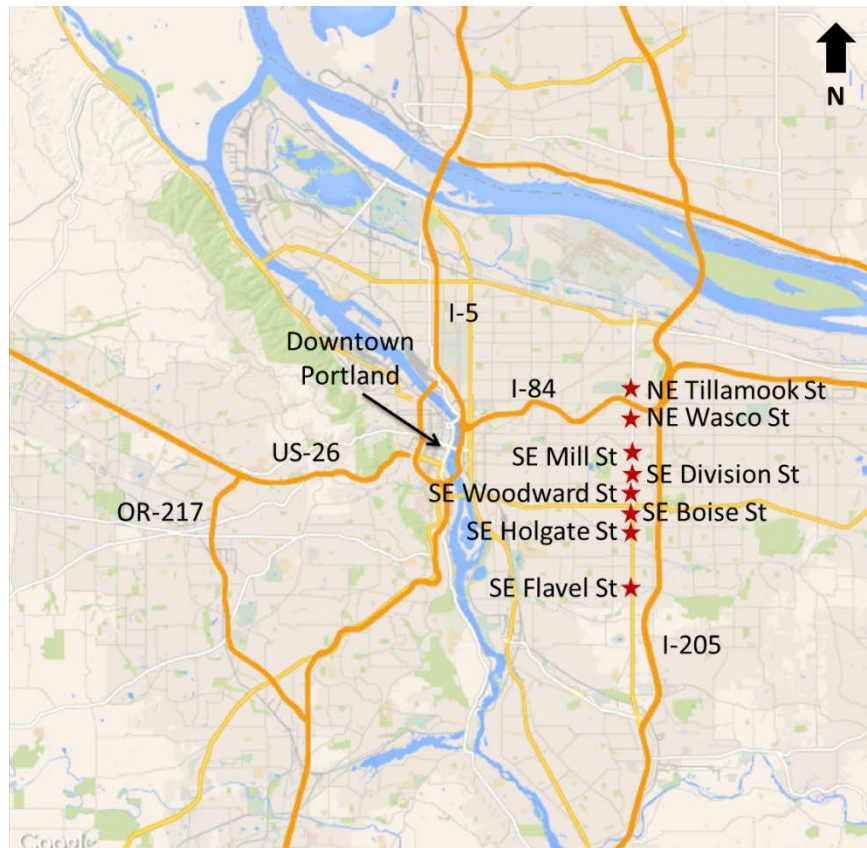 N
I-5
Downtown
Portland
I-84
NE Tillamook St
NE Wasco St
US-26
SE Mill St
SE Division St
SE Woodward St
OR-217
SE Boise St
SE Holgate St
SE Flavel St
I-205
Google